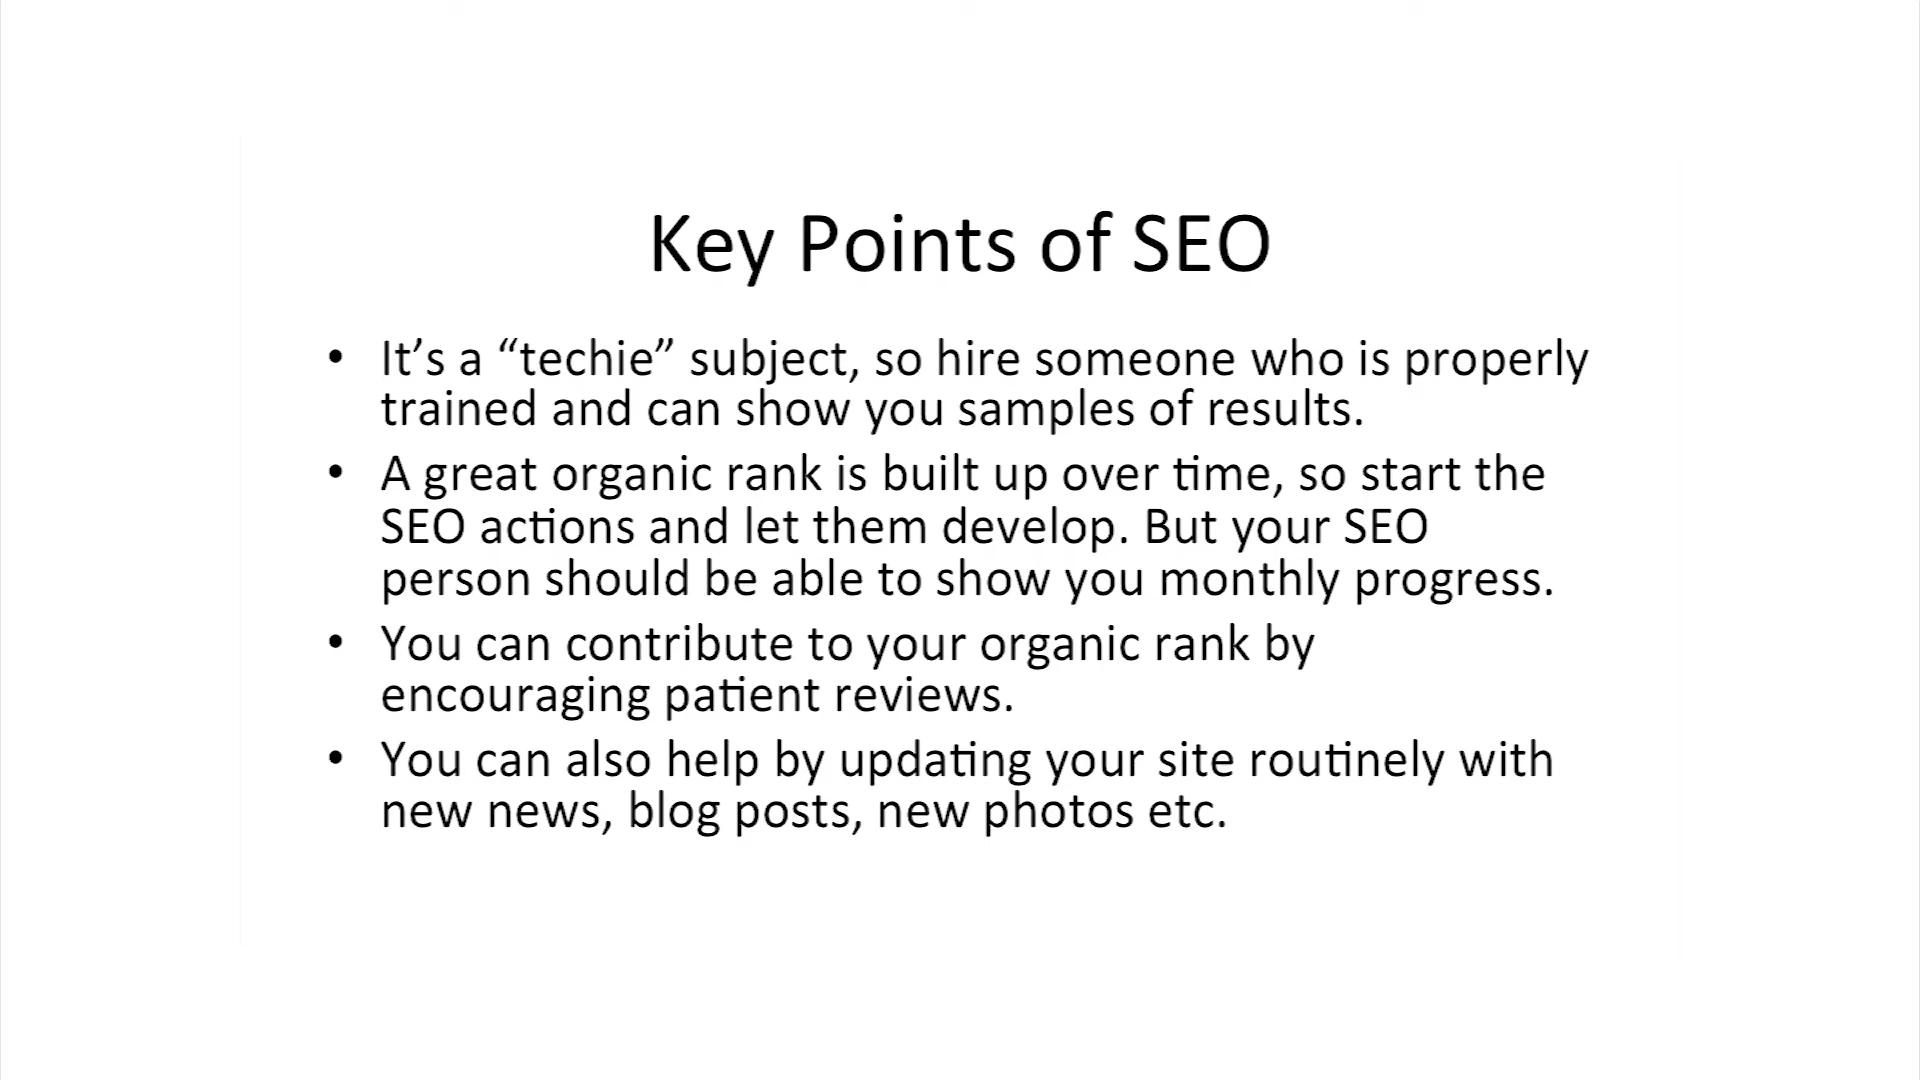 Key Points of SEO
• It’s a “techie” subject, so hire someone who is properly
trained and can show you samples of results.
• A great organic rank is built up over time, so start the
SEO actions and let them develop. But your SEO
person should be able to show you monthly progress.
• You can contribute to your organic rank by
encouraging patient reviews.
• You can also help by updating your site routinely with
new news, blog posts, new photos etc.